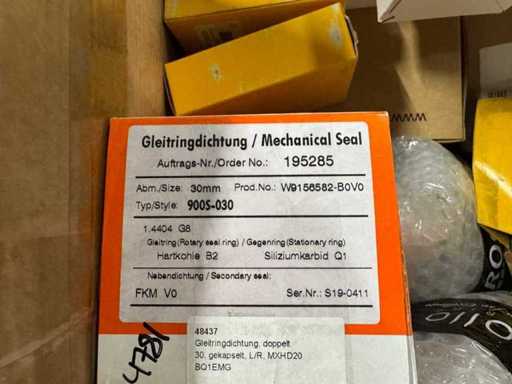 Gleitringdichtung / Mechanical Seal
Auftrags-Nr./Order No.: 195285
Abm./Size: 30mm Prod.No.: W9156582-B0V0
Typ/Style: 900S-030
1.4404 G8
Gleitring(Rotary seal ring) / Gegenring(Stationary ring)
Hartkohle B2 Siliziumkarbid Q1
Nebendichtung / Secondary seal:
FKM V0 Ser.Nr.: S19-0411
48437
Gleitringdichtung, doppelt
30, gekapselt, L/R, MXHD20
BQ1EMG